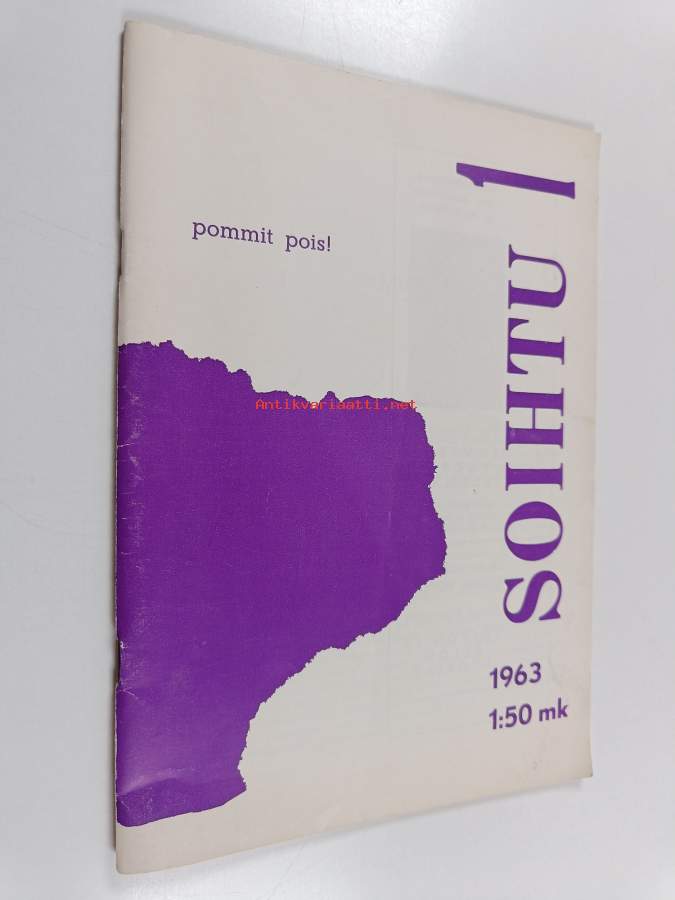 pommit pois!
SOIHTU 1
1963
1:50 mk
Antikvariaatti.net